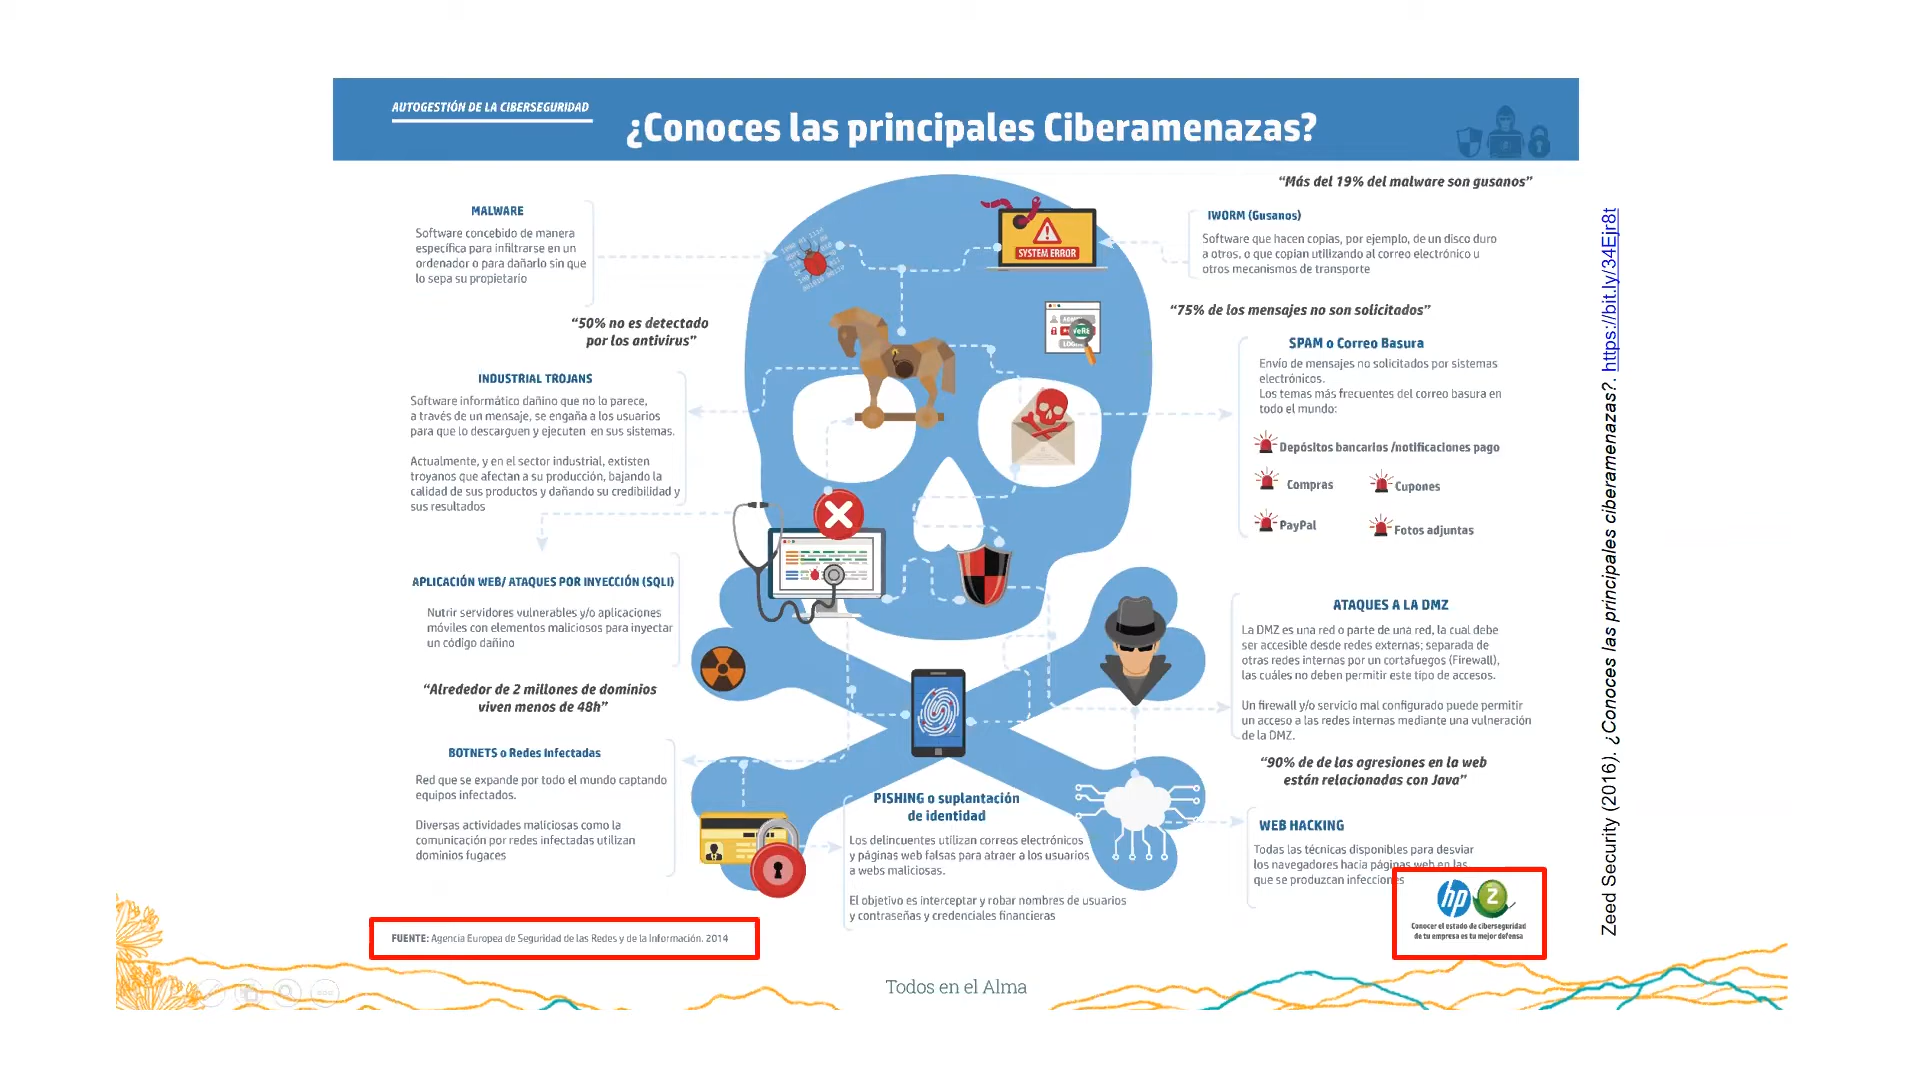 AUTOGESTIÓN DE LA CIBERSEGURIDAD
¿Conoces las principales Ciberamenazas?
MALWARE
Software concebido de manera
específica para infiltrarse en un
ordenador o para dañarlo sin que
lo sepa su propietario
“50% no es detectado
por los antivirus”
INDUSTRIAL TROJANS
Software informático dañino que no lo parece,
a través de un mensaje, se engaña a los usuarios
para que lo descarguen y ejecuten en sus sistemas.
Actualmente, y en el sector industrial, extisten
troyanos que afectan a su producción, bajando la
calidad de sus productos y dañando su credibilidad y
sus resultados
APLICACIÓN WEB/ ATAQUES POR INYECCIÓN (SQLI)
Nutrir servidores vulnerables y/o aplicaciones
móviles con elementos maliciosos para inyectar
un código dañino
“Alrededor de 2 millones de dominios
viven menos de 48h”
BOTNETS o Redes Infectadas
Red que se expande por todo el mundo captando
equipos infectados.
Diversas actividades maliciosas como la
comunicación por redes infectadas utilizan
dominios fugaces
SYSTEM ERROR
PISHING o suplantación
de identidad
Los delincuentes utilizan correos electrónicos
y páginas web falsas para atraer a los usuarios
a webs maliciosas.
El objetivo es interceptar y robar nombres de usuarios
y contraseñas y credenciales financieras
“Más del 19% del malware son gusanos”
IWORM (Gusanos)
Software que hacen copias, por ejemplo, de un disco duro
a otros, o que copian utilizando al correo electrónico u
otros mecanismos de transporte
“75% de los mensajes no son solicitados”
SPAM o Correo Basura
Envío de mensajes no solicitados por sistemas
electrónicos.
Los temas más frecuentes del correo basura en
todo el mundo:
Depósitos bancarios /notificaciones pago
Compras
Cupones
PayPal
Fotos adjuntas
ATAQUES A LA DMZ
La DMZ es una red o parte de una red, la cual debe
ser accesible desde redes externas; separada de
otras redes internas por un cortafuegos (Firewall),
las cuáles no deben permitir este tipo de accesos.
Un firewall y/o servicio mal configurado puede permitir
un acceso a las redes internas mediante una vulneración
de la DMZ.
“90% de de las agresiones en la web
están relacionadas con Java”
WEB HACKING
Todas las técnicas disponibles para desviar
los navegadores hacia páginas web en las
que se produzcan infecciones
hp Z
Conocer el estado de ciberseguridad
de tu empresa es tu mejor defensa
FUENTE: Agencia Europea de Seguridad de las Redes y de la Información. 2014
Todos en el Alma
Zeed Security (2016). ¿Conoces las principales ciberamenazas?. https://bit.ly/34Ejr8t